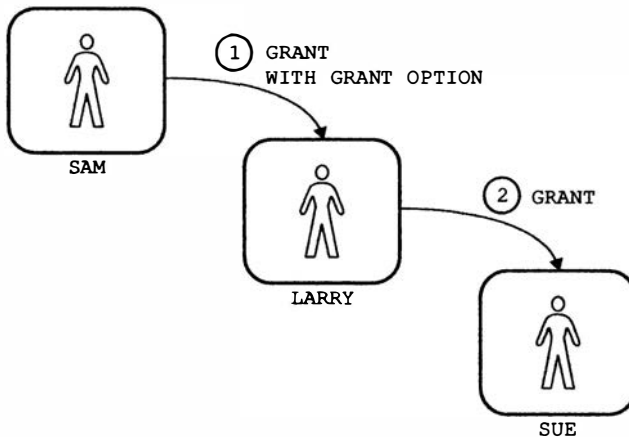 1 GRANT
WITH GRANT OPTION
SAM
2 GRANT
LARRY
SUE